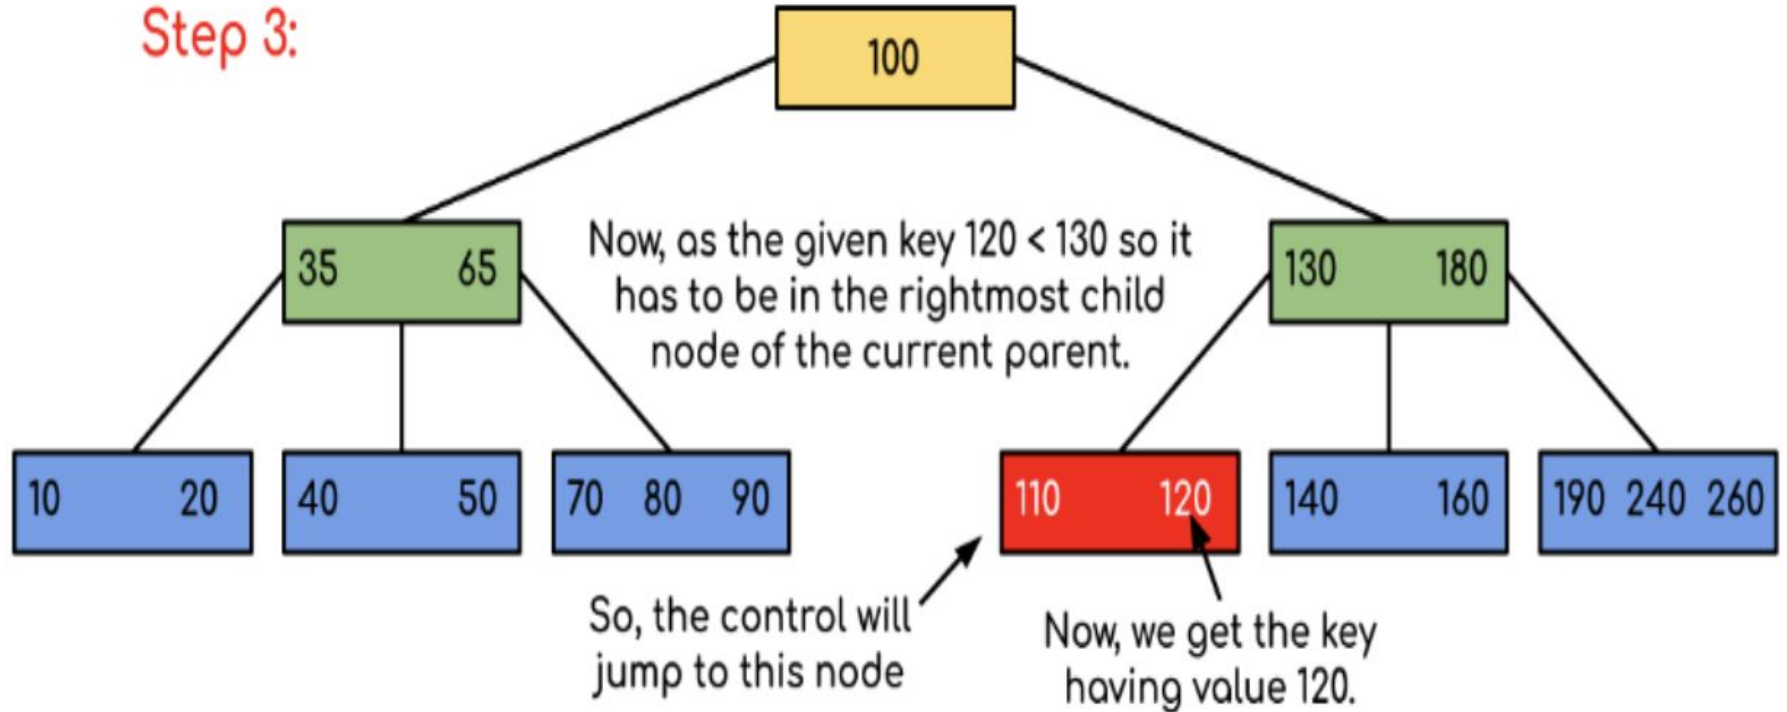 Step 3:
100
35 65
Now, as the given key 120 < 130 so it
has to be in the rightmost child
node of the current parent.
130 180
10 20
40 50
70 80 90
110 120
140 160
190 240 260
So, the control will
jump to this node
Now, we get the key
having value 120.